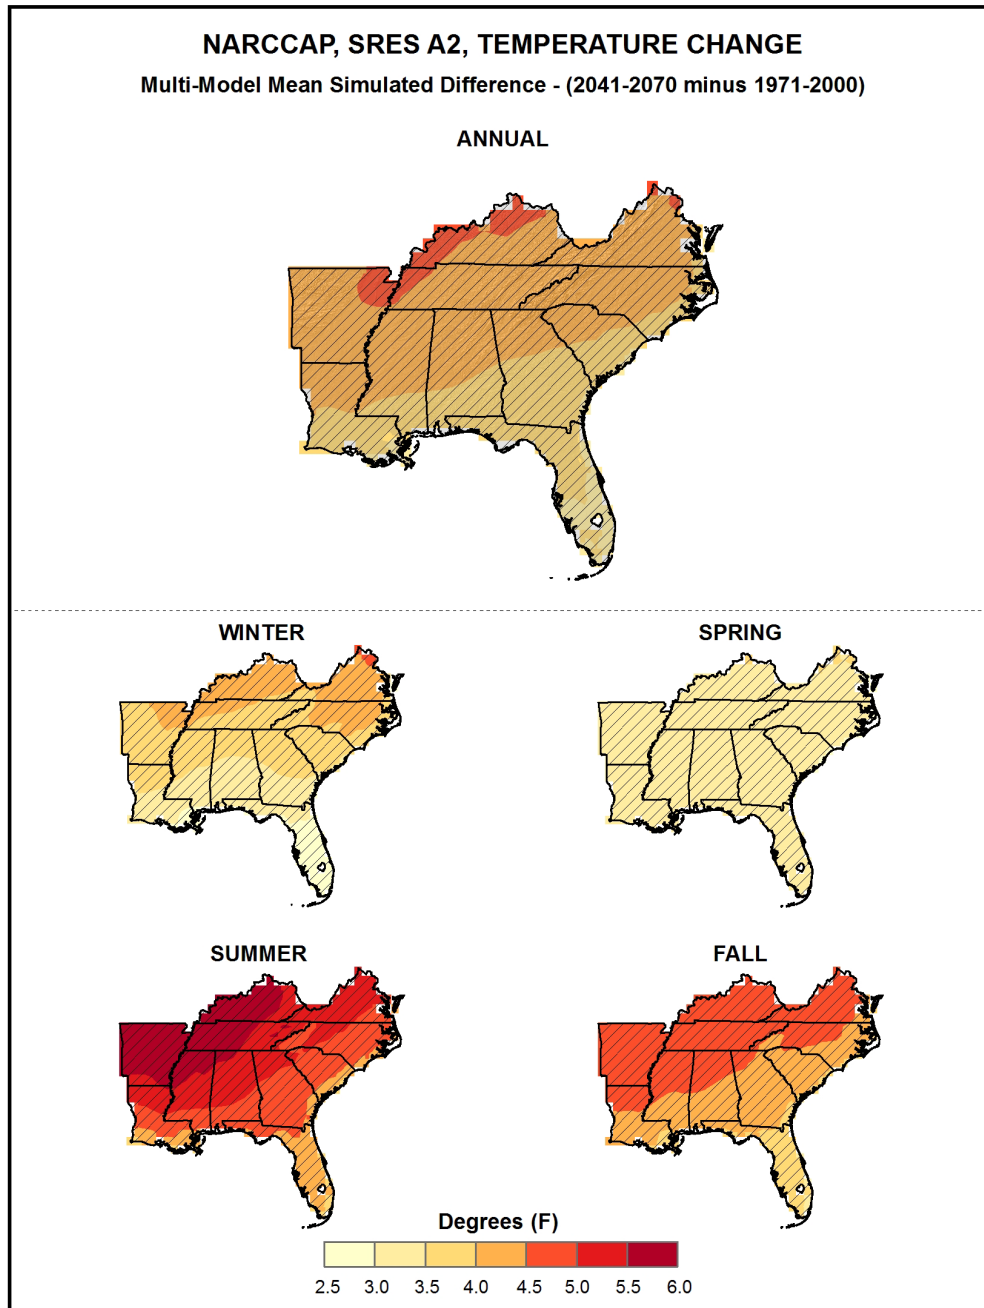 NARCCAP, SRES A2, TEMPERATURE CHANGE
Multi-Model Mean Simulated Difference - (2041-2070 minus 1971-2000)
ANNUAL
WINTER
SPRING
SUMMER
FALL
Degrees (F)
2.5 3.0 3.5 4.0 4.5 5.0 5.5 6.0